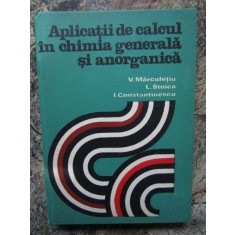 Aplicații de calcul
în chimia generală
și anorganică
V. Mărculețiu
L. Stoica
I. Constantinescu